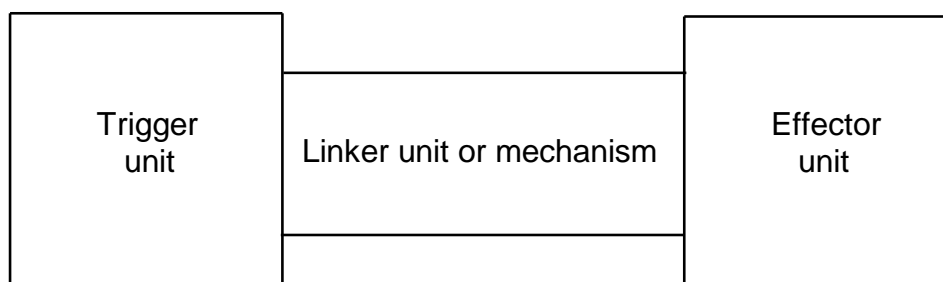 Trigger
unit
Linker unit or mechanism
Effector
unit